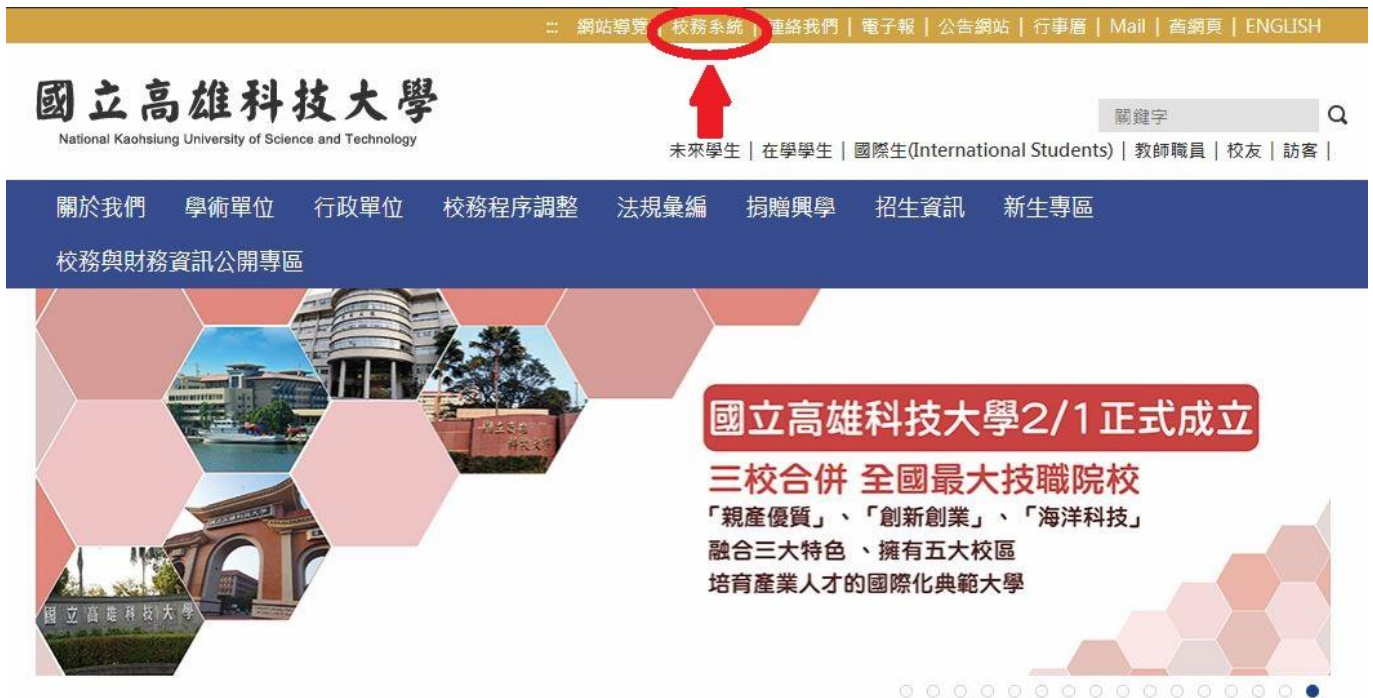 ::: 網站導覽 | 校務系統 | 連絡我們 | 電子報 | 公告網站 | 行事曆 | Mail | 舊網頁 | ENGLISH
國立高雄科技大學
National Kaohsiung University of Science and Technology
關鍵字
未來學生 | 在學學生 | 國際生(International Students) | 教師職員 | 校友 | 訪客 |
關於我們 學術單位 行政單位 校務程序調整 法規彙編 捐贈興學 招生資訊 新生專區
校務與財務資訊公開專區
國立高雄科技大學2/1正式成立
三校合併 全國最大技職院校
「親產優質」、「創新創業」、「海洋科技」
融合三大特色、擁有五大校區
培育產業人才的國際化典範大學
國立高雄
科技大學
國立高雄科技大學